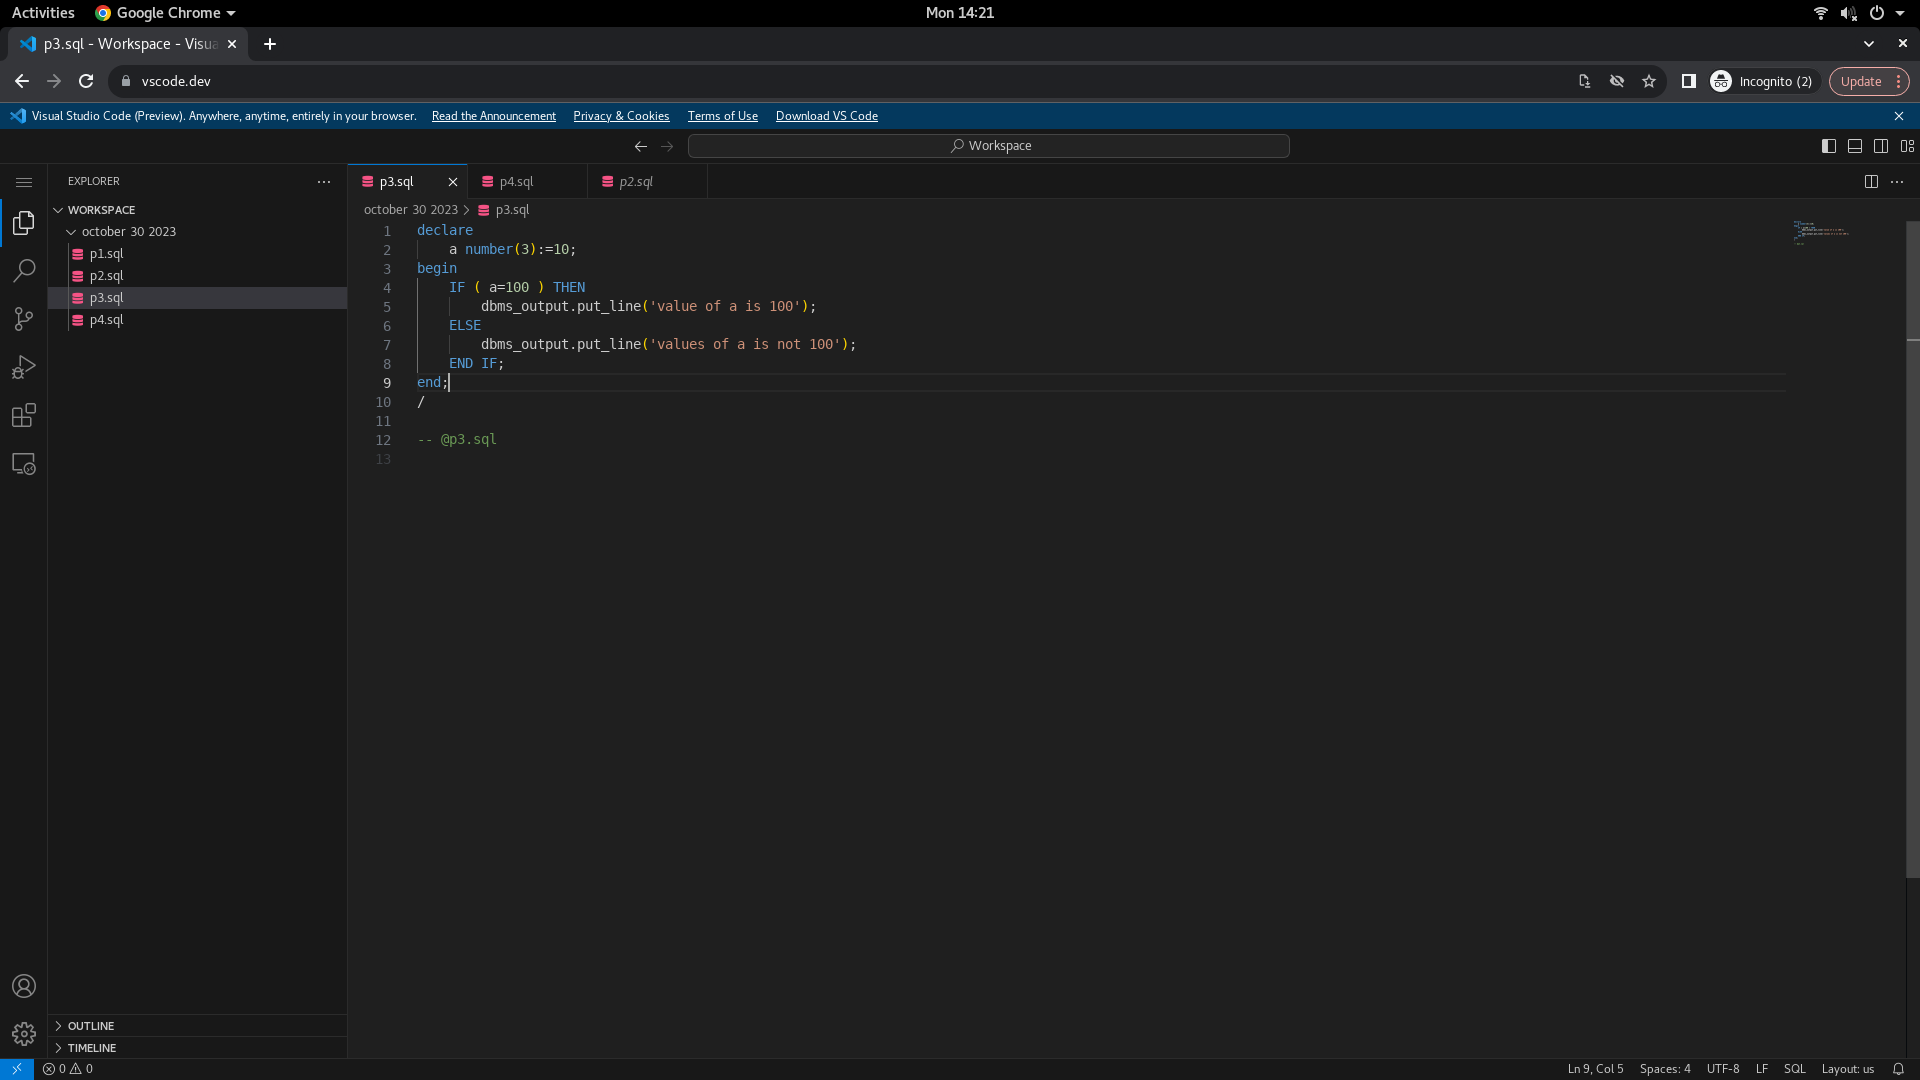 Activities Google Chrome Mon 14:21
p3.sql - Workspace - Visua
vscode.dev Incognito (2) Update
Visual Studio Code (Preview). Anywhere, anytime, entirely in your browser. Read the Announcement Privacy & Cookies Terms of Use Download VS Code
Workspace
EXPLORER
WORKSPACE
october 30 2023
p1.sql
p2.sql
p3.sql
p4.sql
OUTLINE
TIMELINE
p3.sql p4.sql p2.sql
october 30 2023 > p3.sql
1 declare
2 a number(3):=10;
3 begin
4 IF ( a=100 ) THEN
5 dbms_output.put_line('value of a is 100');
6 ELSE
7 dbms_output.put_line('values of a is not 100');
8 END IF;
9 end;
10 /
11
12 -- @p3.sql
13
0 0 Ln 9, Col 5 Spaces: 4 UTF-8 LF SQL Layout: us